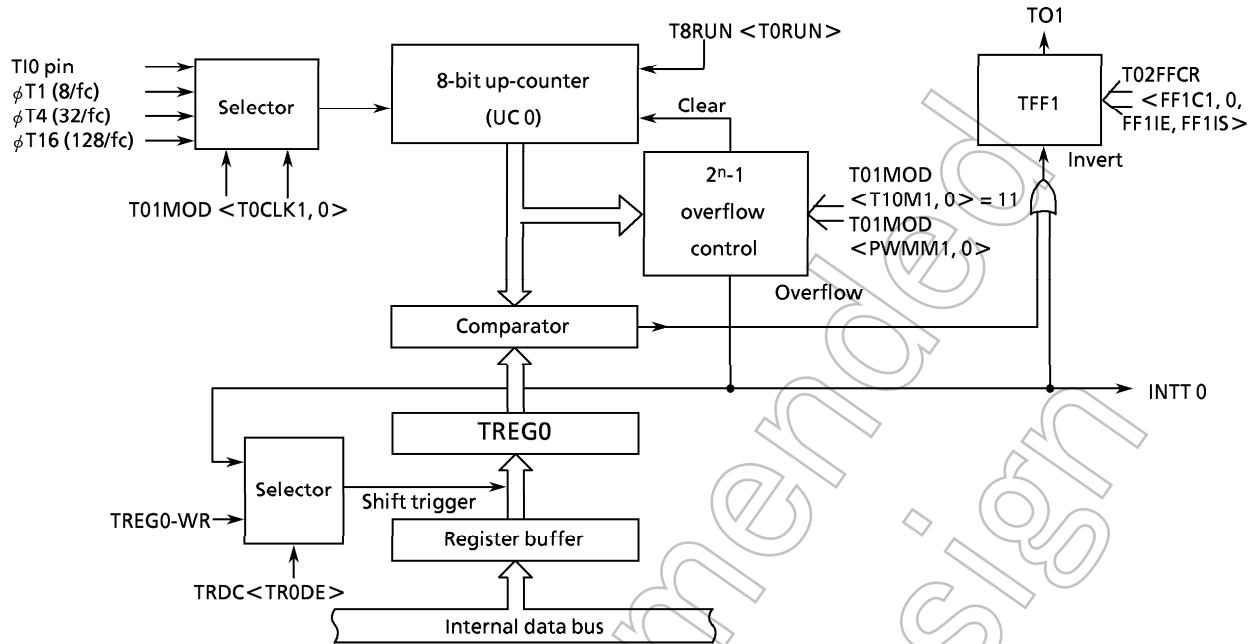 TO1
T8RUN <T0RUN>
TI0 pin
ϕT1 (8/fc)
ϕT4 (32/fc)
ϕT16 (128/fc)
Selector
8-bit up-counter
(UC 0)
Clear
TFF1
T02FFCR
<FF1C1, 0,
FF1IE, FF1IS>
Invert
T01MOD <T0CLK1, 0>
2ⁿ-1
overflow
control
T01MOD
<T10M1, 0> = 11
T01MOD
<PWMM1, 0>
Overflow
Comparator
INTT 0
TREG0
Selector
Shift trigger
TREG0-WR
Register buffer
TRDC<TR0DE>
Internal data bus
mended
sign